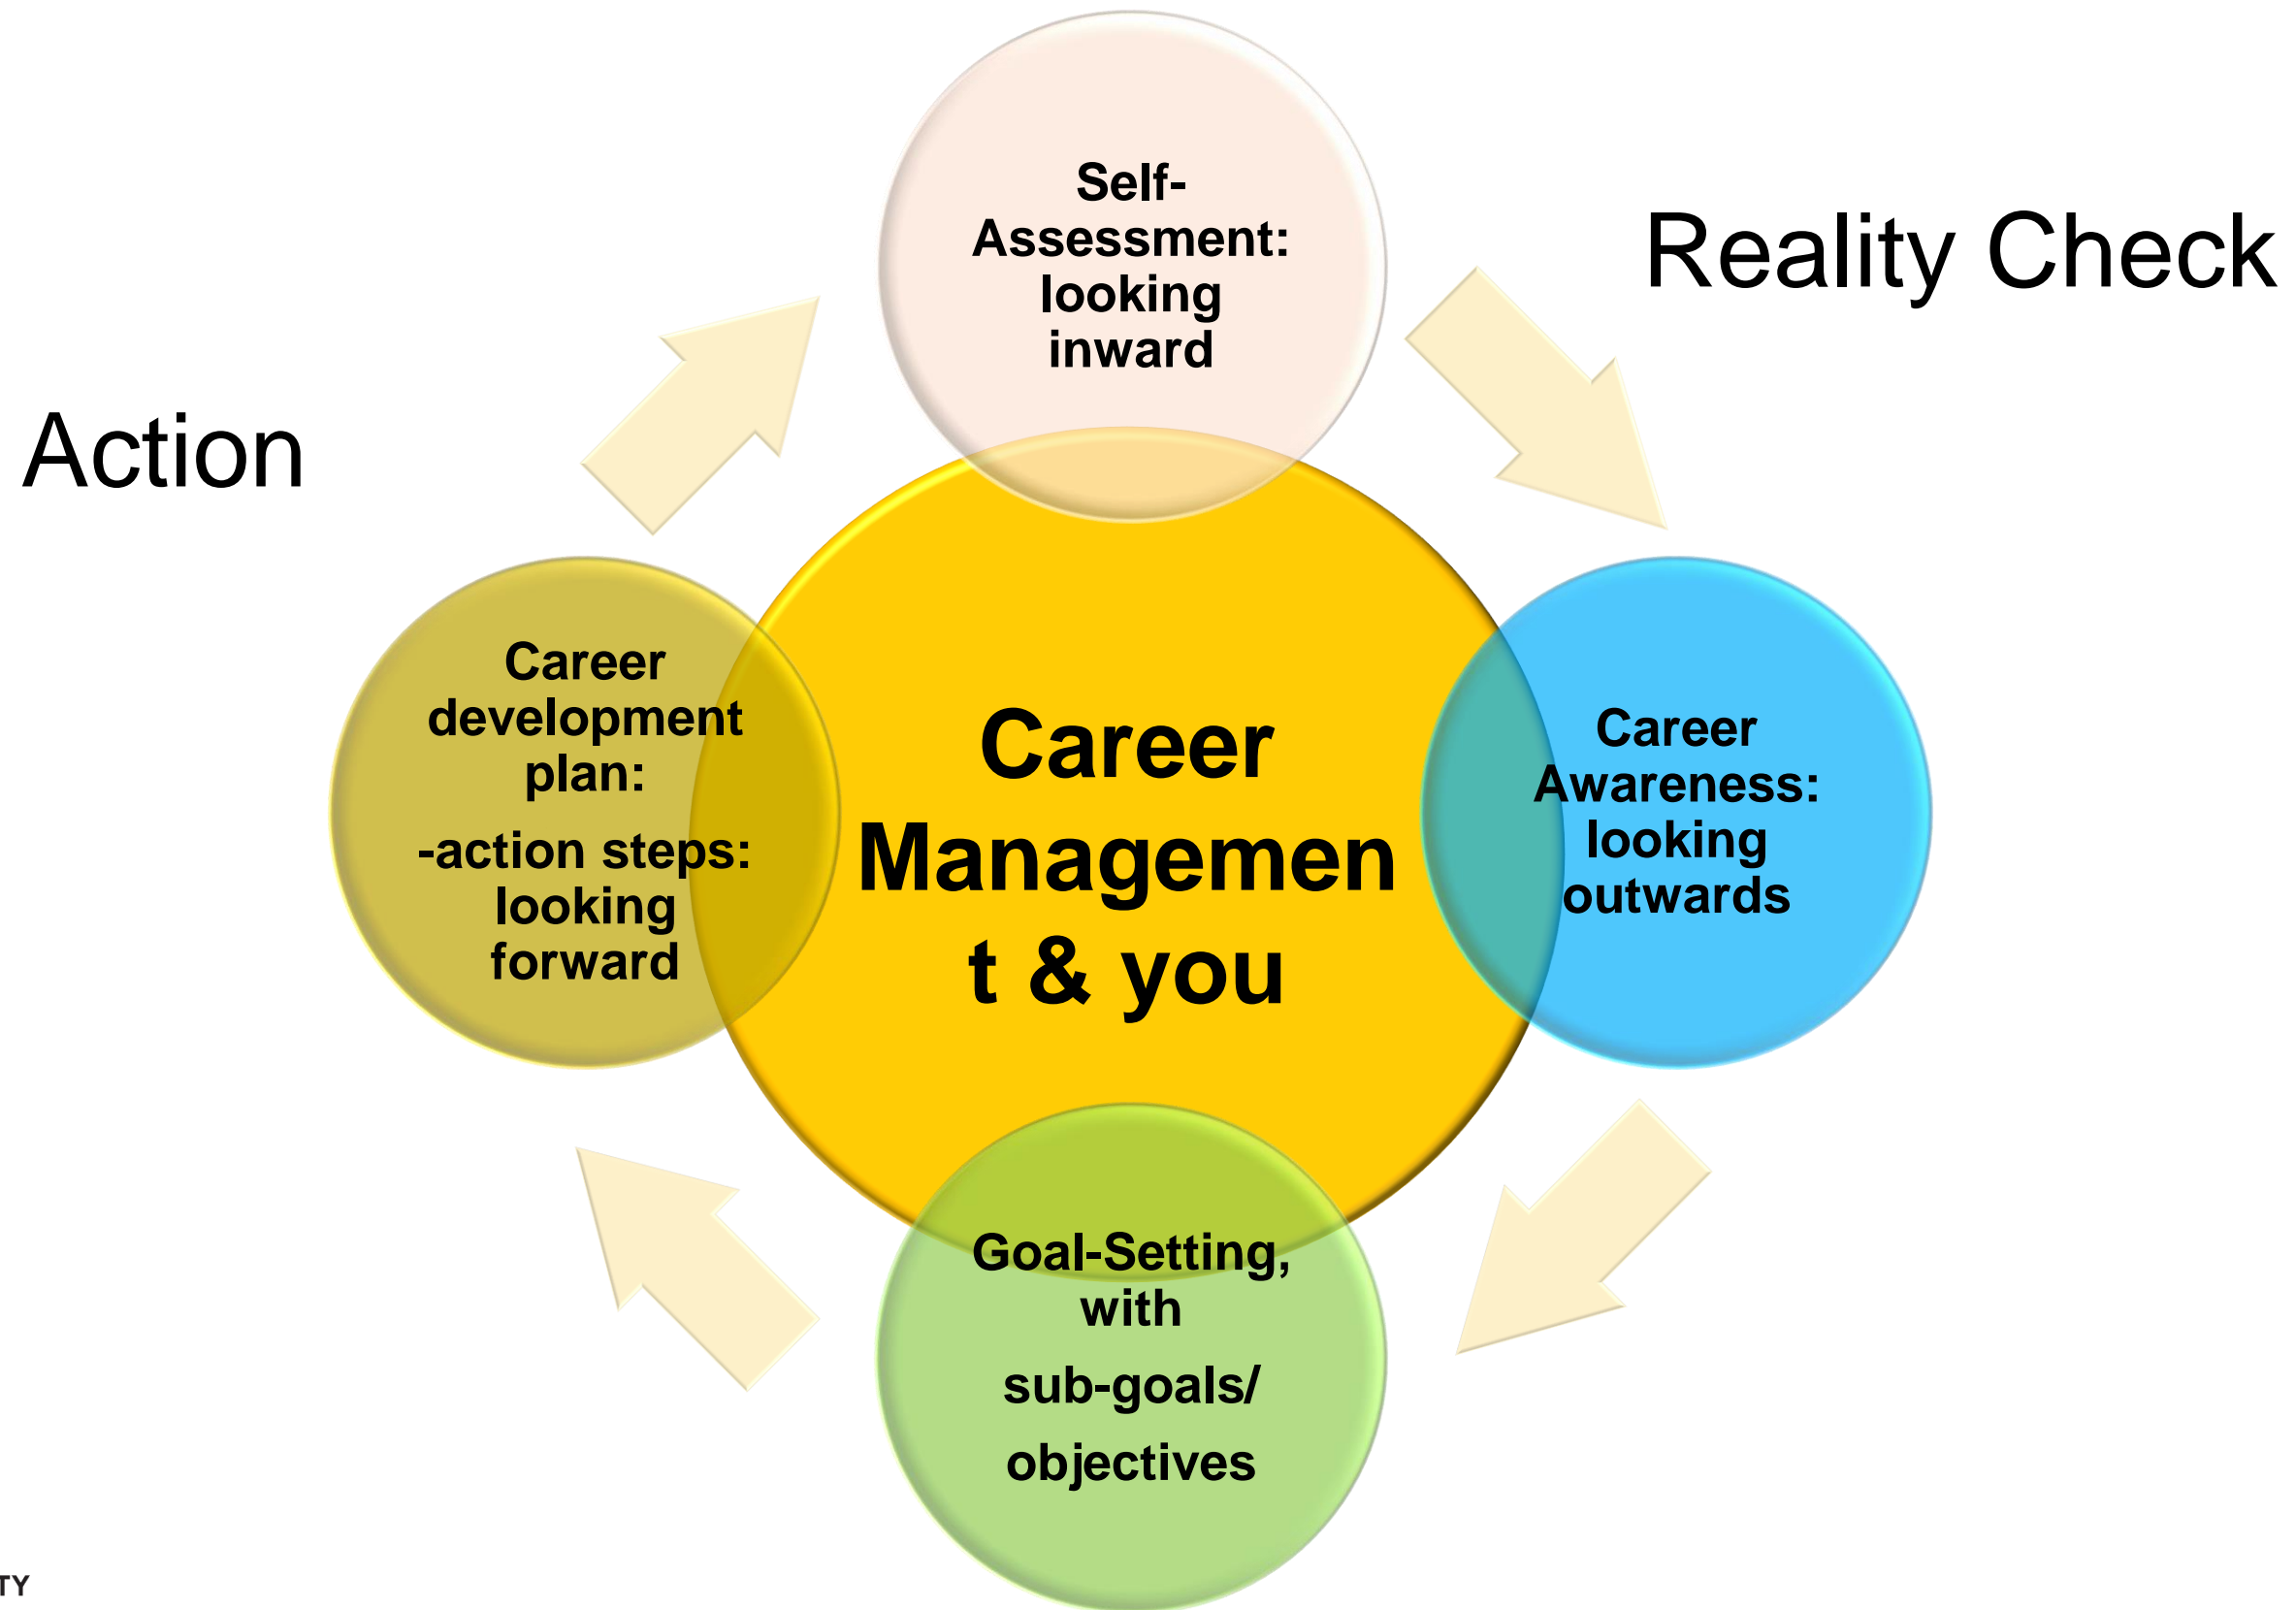 Self-
Assessment:
looking
inward
Reality Check
Action
Career
development
plan:
-action steps:
looking
forward
Career
Managemen
t & you
Career
Awareness:
looking
outwards
Goal-Setting,
with
sub-goals/
objectives
TY